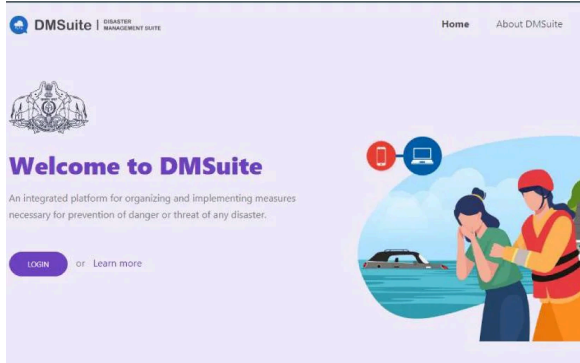 DMSuite | DISASTER
MANAGEMENT SUITE
Home About DMSuite
Welcome to DMSuite
An integrated platform for organizing and implementing measures
necessary for prevention of danger or threat of any disaster.
LOGIN or Learn more